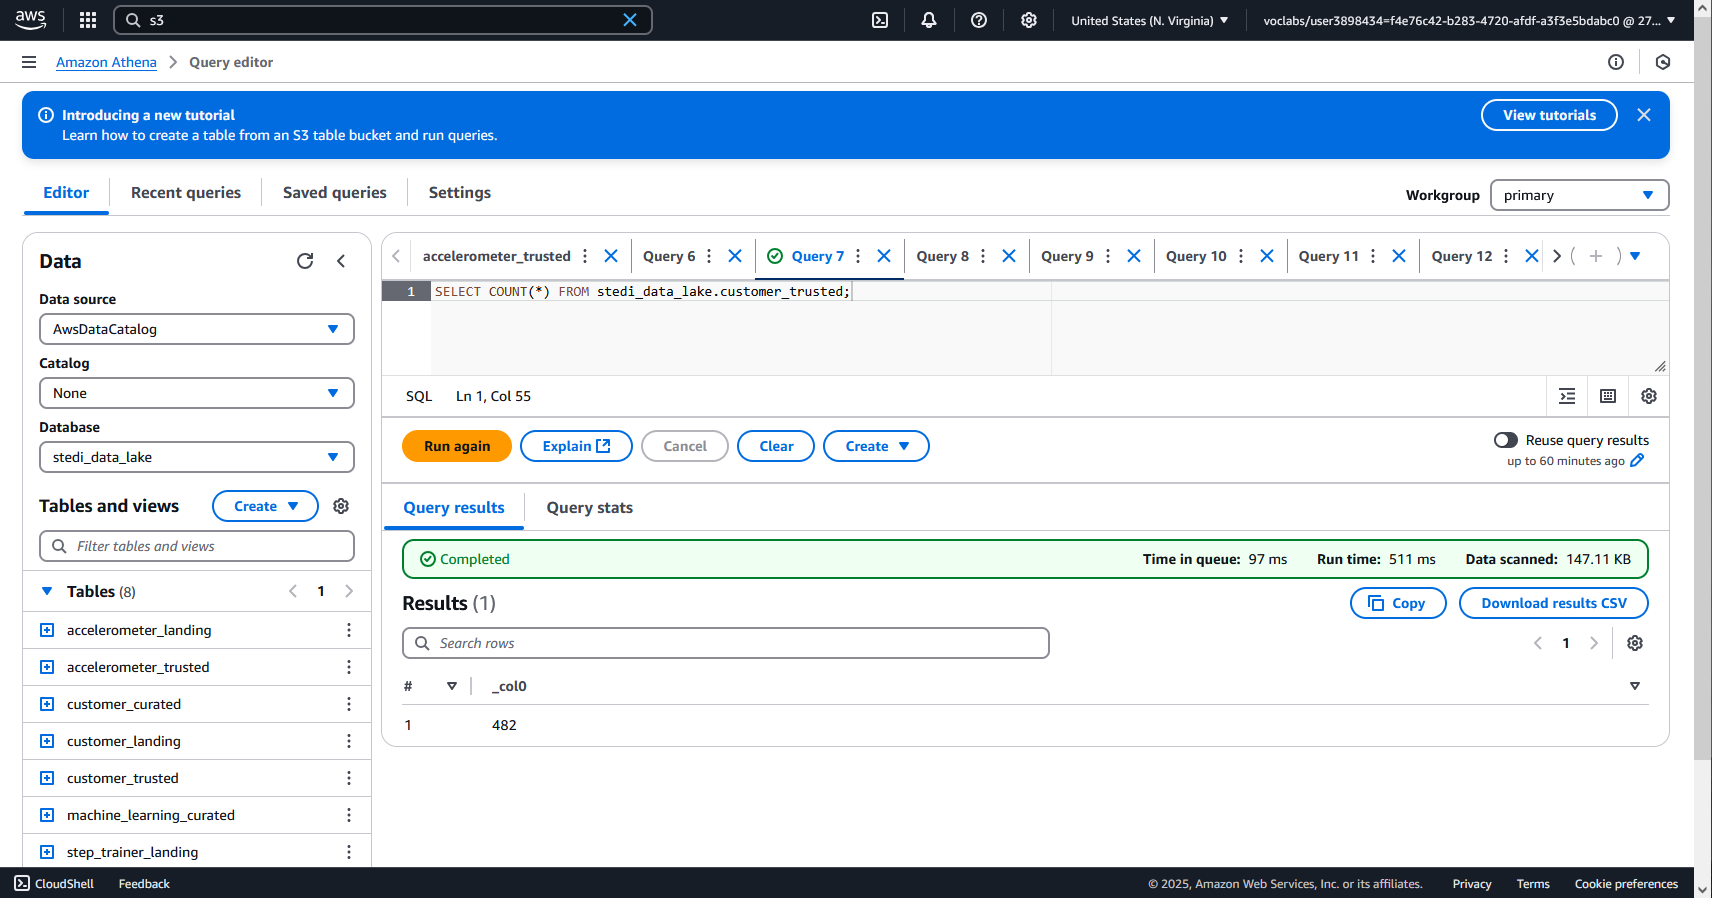 aws
s3
United States (N. Virginia)
voclabs/user3898434=f4e76c42-b283-4720-afdf-a3f3e5bdabc0 @ 27...
Amazon Athena
Query editor
Introducing a new tutorial
Learn how to create a table from an S3 table bucket and run queries.
View tutorials
Editor
Recent queries
Saved queries
Settings
Workgroup
primary
Data
Data source
AwsDataCatalog
Catalog
None
Database
stedi_data_lake
Tables and views
Create
Filter tables and views
Tables (8)
1
accelerometer_landing
accelerometer_trusted
customer_curated
customer_landing
customer_trusted
machine_learning_curated
step_trainer_landing
accelerometer_trusted
Query 6
Query 7
Query 8
Query 9
Query 10
Query 11
Query 12
1 SELECT COUNT(*) FROM stedi_data_lake.customer_trusted;
SQL
Ln 1, Col 55
Run again
Explain
Cancel
Clear
Create
Reuse query results
up to 60 minutes ago
Query results
Query stats
Completed
Time in queue: 97 ms
Run time: 511 ms
Data scanned: 147.11 KB
Results (1)
Copy
Download results CSV
Search rows
1
# _col0
1 482
CloudShell
Feedback
© 2025, Amazon Web Services, Inc. or its affiliates.
Privacy
Terms
Cookie preferences